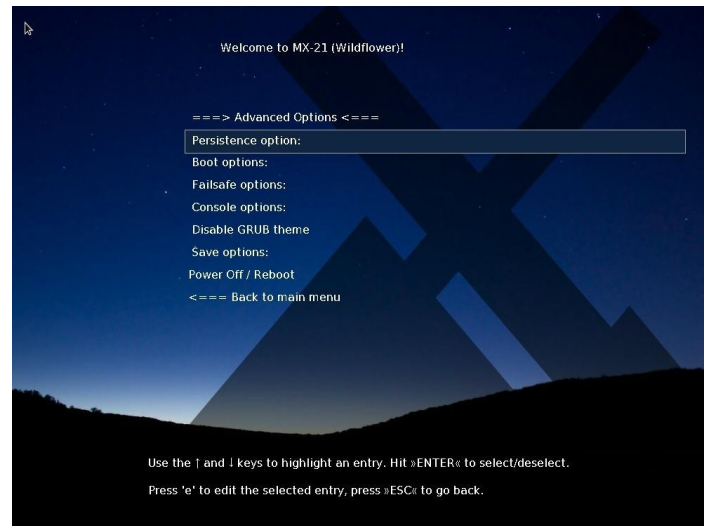 Welcome to MX-21 (Wildflower)!
===> Advanced Options <===
Persistence option:
Boot options:
Failsafe options:
Console options:
Disable GRUB theme
Save options:
Power Off / Reboot
<=== Back to main menu
Use the ↑ and ↓ keys to highlight an entry. Hit »ENTER« to select/deselect.
Press 'e' to edit the selected entry, press »ESC« to go back.